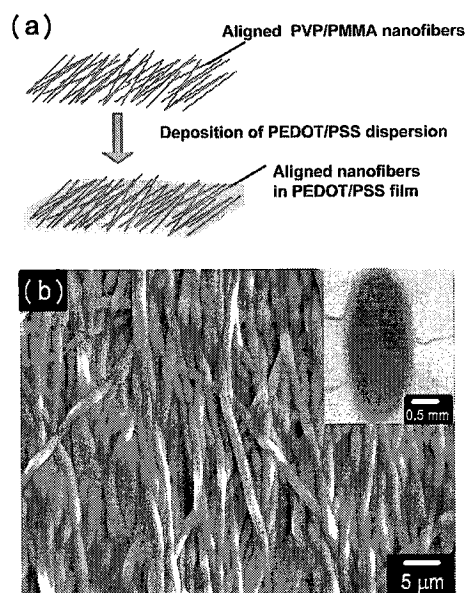 (a)
Aligned PVP/PMMA nanofibers
Deposition of PEDOT/PSS dispersion
Aligned nanofibers
in PEDOT/PSS film
(b)
0.5 mm
5 μm